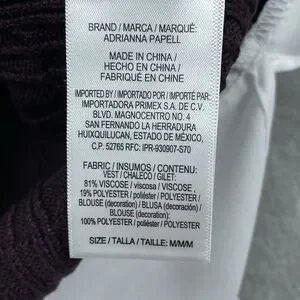 BRAND / MARCA / MARQUÉ:
ADRIANNA PAPELL
MADE IN CHINA /
HECHO EN CHINA /
FABRIQUÉ EN CHINE
IMPORTED BY / IMPORTADO POR / IMPORTÉ PAR:
IMPORTADORA PRIMEX S.A. DE C.V.
BLVD. MAGNOCENTRO NO. 4
SAN FERNANDO LA HERRADURA
HUIXQUILUCAN, ESTADO DE MÉXICO,
C.P. 52765 RFC: IPR-930907-S70
FABRIC / INSUMOS / CONTENU:
VEST / CHALECO / GILET:
81% VISCOSE / viscosa / VISCOSE,
19% POLYESTER / poliéster / POLYESTER /
BLOUSE (decoration) / BLUSA (decoración) /
BLOUSE (decoration):
100% POLYESTER / poliéster / POLYESTER
SIZE / TALLA / TAILLE: M/M/M